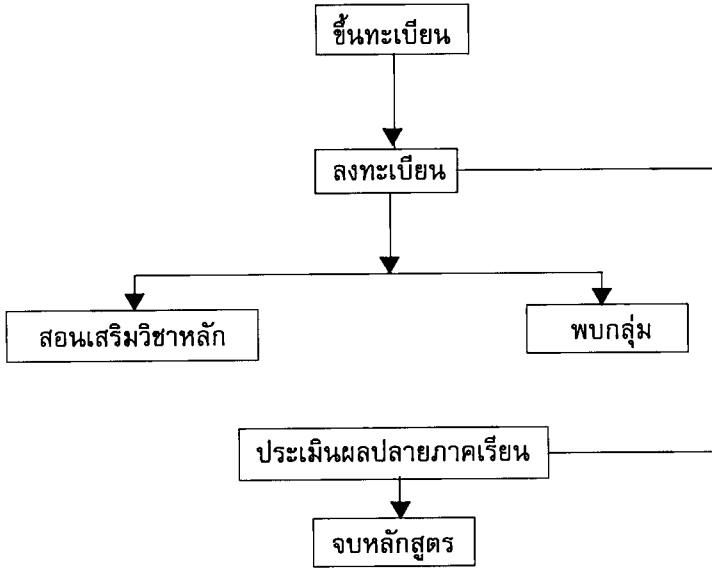 ขึ้นทะเบียน
ลงทะเบียน
สอนเสริมวิชาหลัก
พบกลุ่ม
ประเมินผลปลายภาคเรียน
จบหลักสูตร